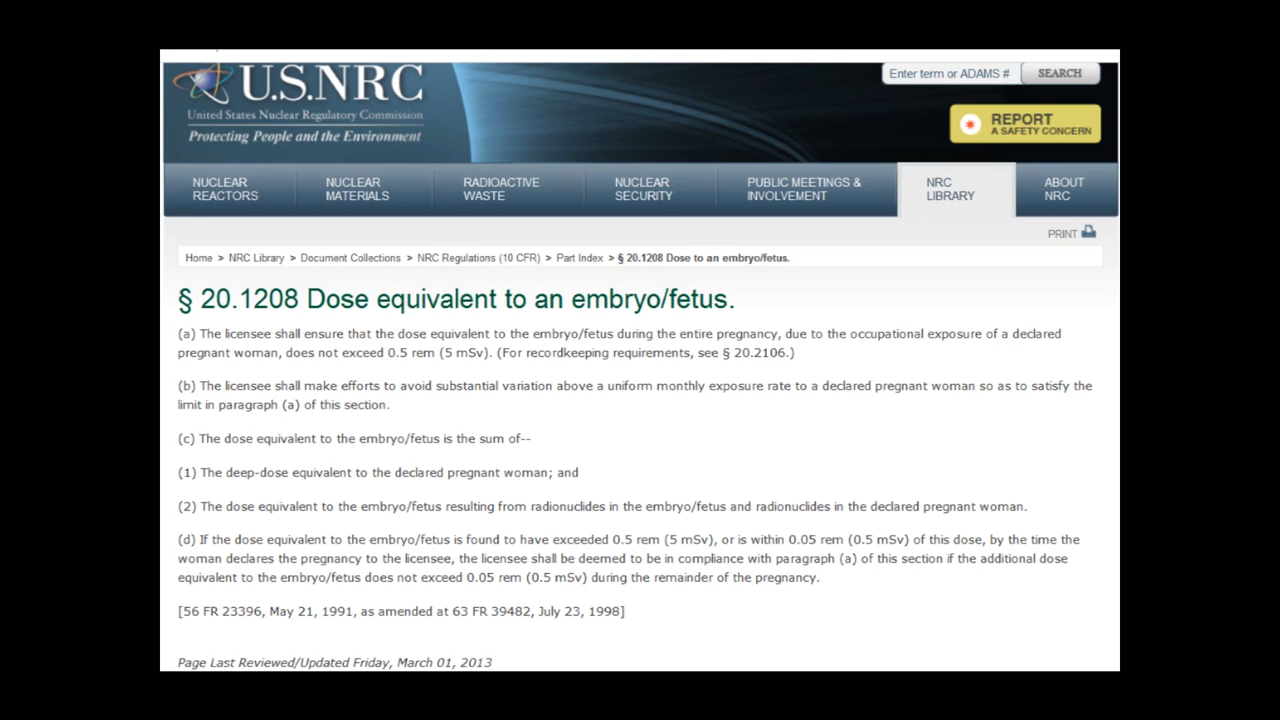 U.S.NRC
United States Nuclear Regulatory Commission
Protecting People and the Environment
Enter term or ADAMS #
SEARCH
REPORT
A SAFETY CONCERN
NUCLEAR
REACTORS
NUCLEAR
MATERIALS
RADIOACTIVE
WASTE
NUCLEAR
SECURITY
PUBLIC MEETINGS &
INVOLVEMENT
NRC
LIBRARY
ABOUT
NRC
PRINT
Home > NRC Library > Document Collections > NRC Regulations (10 CFR) > Part Index > § 20.1208 Dose to an embryo/fetus.
§ 20.1208 Dose equivalent to an embryo/fetus.
(a) The licensee shall ensure that the dose equivalent to the embryo/fetus during the entire pregnancy, due to the occupational exposure of a declared
pregnant woman, does not exceed 0.5 rem (5 mSv). (For recordkeeping requirements, see § 20.2106.)
(b) The licensee shall make efforts to avoid substantial variation above a uniform monthly exposure rate to a declared pregnant woman so as to satisfy the
limit in paragraph (a) of this section.
(c) The dose equivalent to the embryo/fetus is the sum of--
(1) The deep-dose equivalent to the declared pregnant woman; and
(2) The dose equivalent to the embryo/fetus resulting from radionuclides in the embryo/fetus and radionuclides in the declared pregnant woman.
(d) If the dose equivalent to the embryo/fetus is found to have exceeded 0.5 rem (5 mSv), or is within 0.05 rem (0.5 mSv) of this dose, by the time the
woman declares the pregnancy to the licensee, the licensee shall be deemed to be in compliance with paragraph (a) of this section if the additional dose
equivalent to the embryo/fetus does not exceed 0.05 rem (0.5 mSv) during the remainder of the pregnancy.
[56 FR 23396, May 21, 1991, as amended at 63 FR 39482, July 23, 1998]
Page Last Reviewed/Updated Friday, March 01, 2013